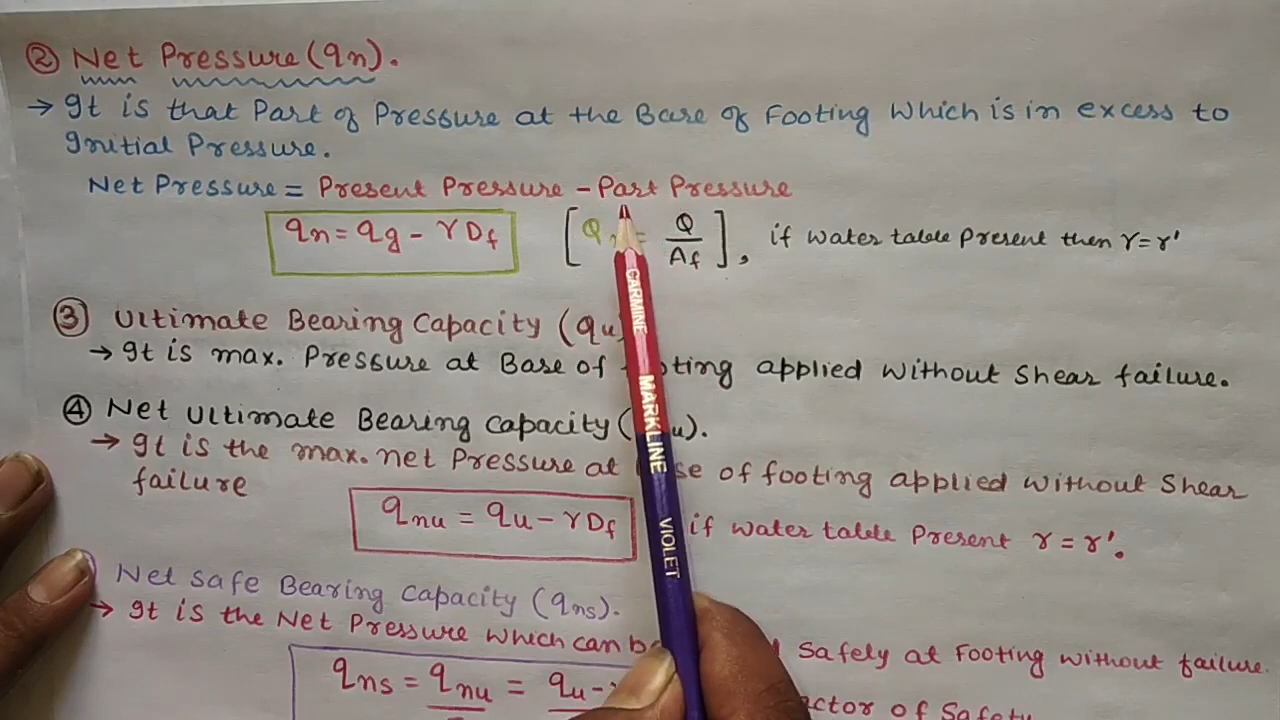 ② Net Pressure (qn).
→ It is that Part of Pressure at the Base of Footing Which is in excess to
Initial Pressure.
Net Pressure = Present Pressure - Part Pressure
qn = qg - γDf [Q = Q/Af], if water table Present then γ = γ'
③ Ultimate Bearing Capacity (qu
→ It is max. Pressure at Base of applied Without Shear failure.
④ Net Ultimate Bearing Capacity ( u).
→ It is the max. net Pressure at of footing applied Without Shear
failure
qnu = qu - γDf if water table Present γ = γ'.
Net Safe Bearing Capacity (qns).
→ It is the Net Pressure Which can Safely at Footing Without failure.
qns = qnu = qu -
of Safety
CARMINE MARKLINE VIOLET